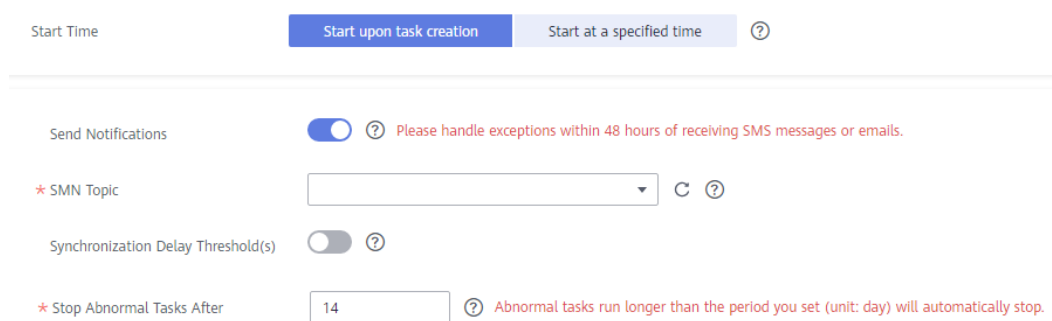 Start Time Start upon task creation Start at a specified time ?
Send Notifications ? Please handle exceptions within 48 hours of receiving SMS messages or emails.
* SMN Topic ?
Synchronization Delay Threshold(s) ?
* Stop Abnormal Tasks After 14 ? Abnormal tasks run longer than the period you set (unit: day) will automatically stop.